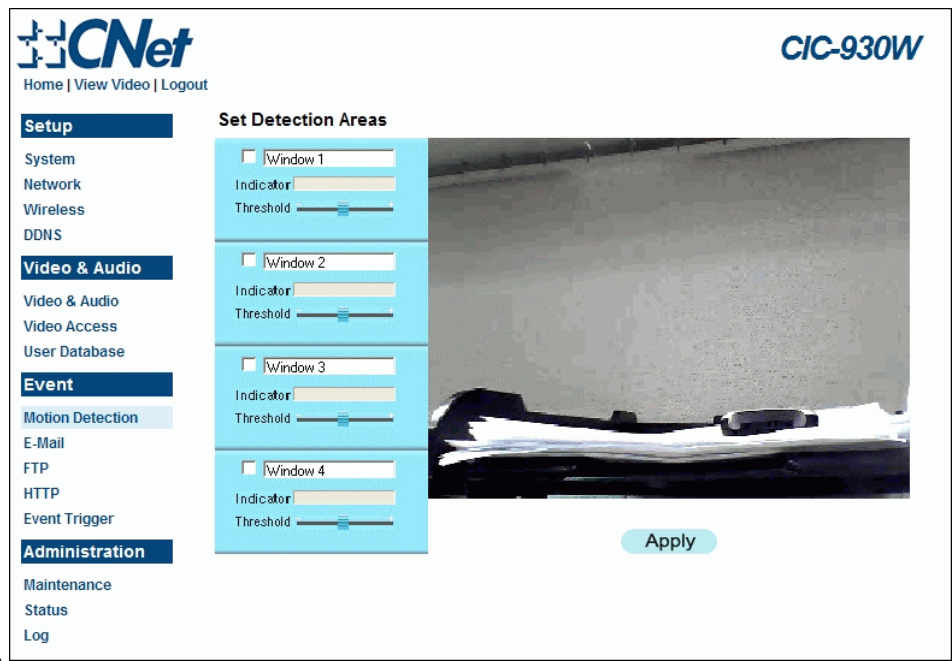 CNet
CIC-930W
Home | View Video | Logout
Setup
System
Network
Wireless
DDNS
Video & Audio
Video & Audio
Video Access
User Database
Event
Motion Detection
E-Mail
FTP
HTTP
Event Trigger
Administration
Maintenance
Status
Log
Set Detection Areas
Window 1
Indicator
Threshold
Window 2
Indicator
Threshold
Window 3
Indicator
Threshold
Window 4
Indicator
Threshold
Apply